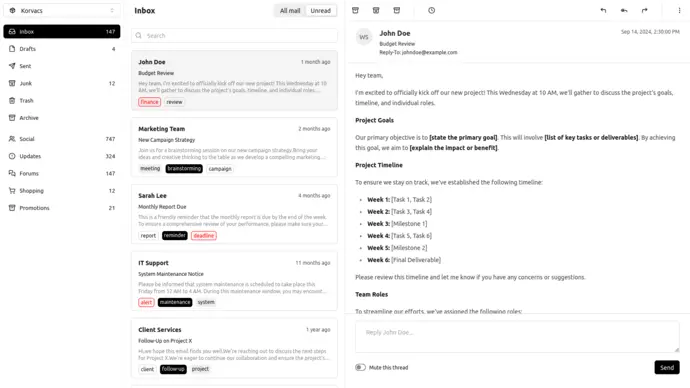 Korvacs
Inbox 147
Drafts 4
Sent
Junk 12
Trash
Archive
Social 747
Updates 324
Forums 147
Shopping 12
Promotions 21
Inbox
All mail Unread
Search
John Doe 1 month ago
Budget Review
Hey team, I'm excited to officially kick off our new project! This Wednesday at 10
AM, we'll gather to discuss the project's goals, timeline, and individual roles.
finance review
Marketing Team 2 months ago
New Campaign Strategy
Join us for a brainstorming session on our new campaign strategy. Bring your
ideas and creative thinking to the table as we develop a compelling marketing...
meeting brainstorming campaign
Sarah Lee 4 months ago
Monthly Report Due
This is a friendly reminder that the monthly report is due by the end of the week.
To ensure a comprehensive review of your performance, please make sure your...
report reminder deadline
IT Support 11 months ago
System Maintenance Notice
Please be informed that system maintenance is scheduled to take place this
Friday from 12 AM to 4 AM. During this maintenance window, you may
alert maintenance system
Client Services 1 year ago
Follow-Up on Project X
Hi, we hope this email finds you well. We're reaching out to discuss the next steps
for Project X. We're eager to continue our collaboration and ensure the project's...
client follow-up project
Sep 14, 2024, 2:30:00 PM
WS
John Doe
Budget Review
Reply-To: johndoe@example.com
Hey team,
I'm excited to officially kick off our new project! This Wednesday at 10 AM, we'll gather to discuss the project's goals,
timeline, and individual roles.
Project Goals
Our primary objective is to [state the primary goal]. This will involve [list of key tasks or deliverables]. By achieving
this goal, we aim to [explain the impact or benefit].
Project Timeline
To ensure we stay on track, we've established the following timeline:
• Week 1: [Task 1, Task 2]
• Week 2: [Task 3, Task 4]
• Week 3: [Milestone 1]
• Week 4: [Task 5, Task 6]
• Week 5: [Milestone 2]
• Week 6: [Final Deliverable]
Please review this timeline and let me know if you have any concerns or suggestions.
Team Roles
To streamline our efforts, we've assigned the following roles:
Reply John Doe...
Mute this thread
Send